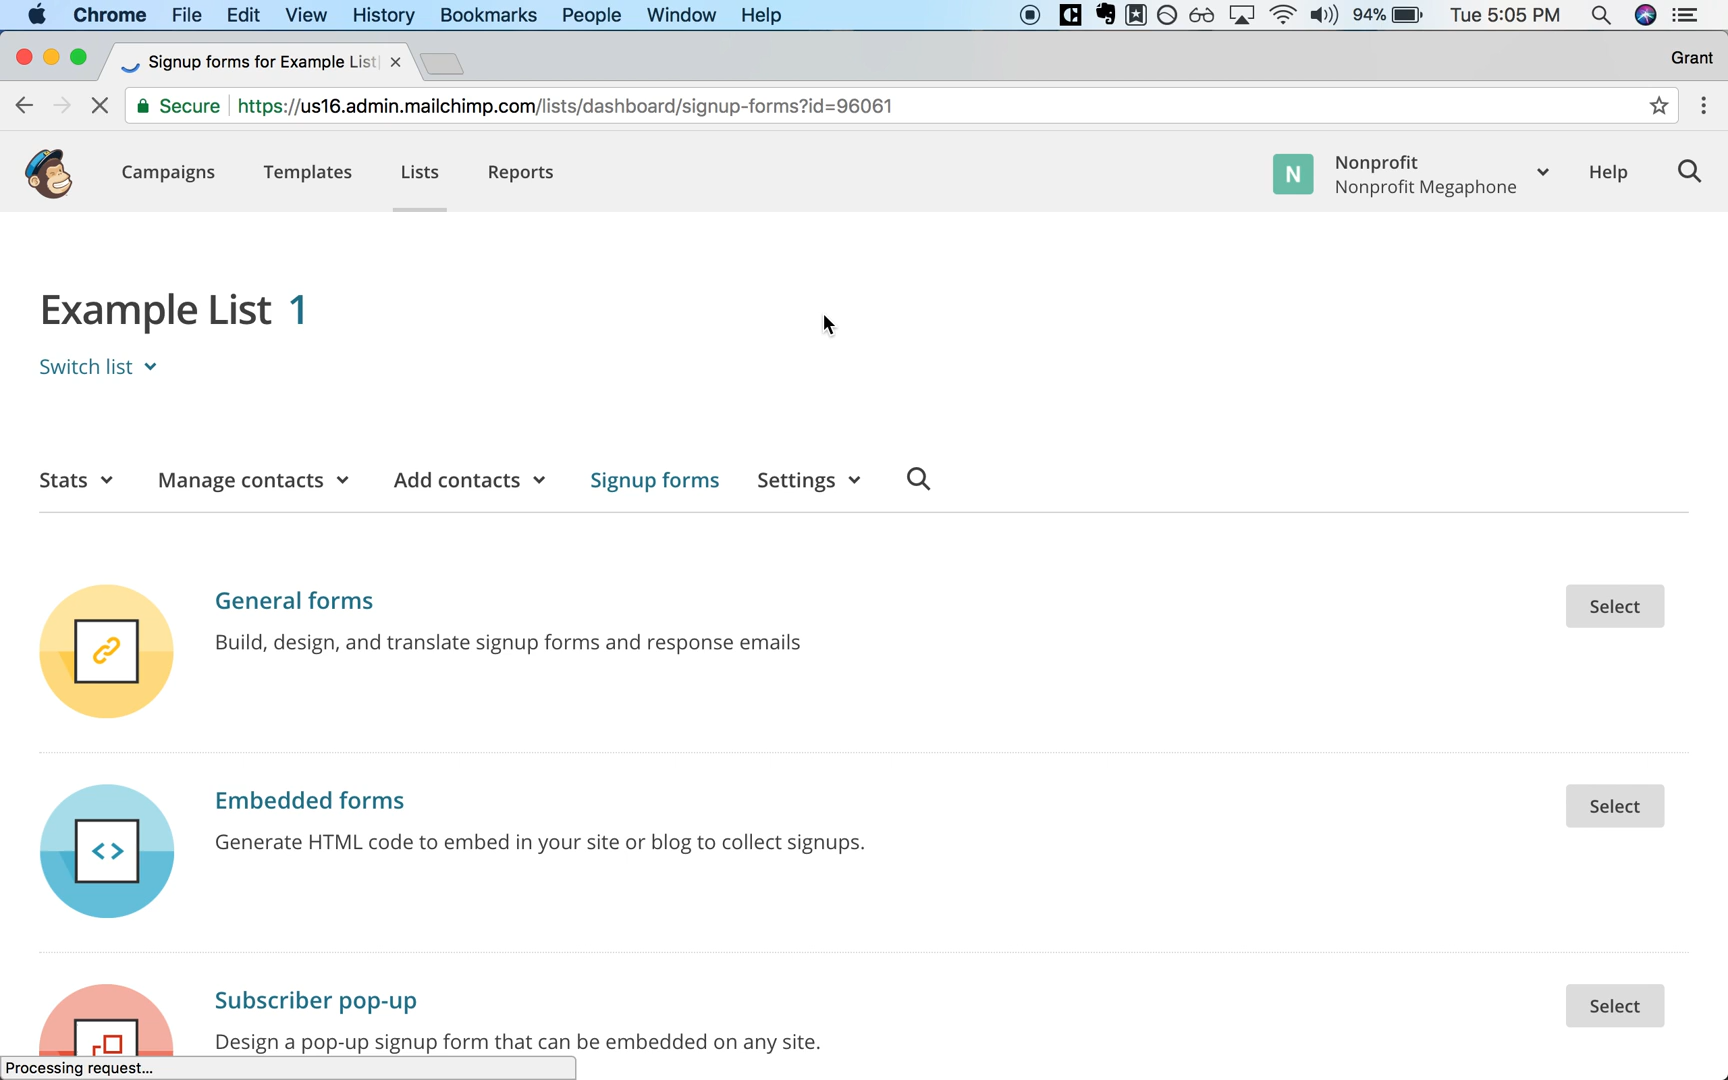 Chrome File Edit View History Bookmarks People Window Help 94% Tue 5:05 PM
Signup forms for Example List Grant
Secure https://us16.admin.mailchimp.com/lists/dashboard/signup-forms?id=96061
Campaigns Templates Lists Reports N Nonprofit Help
Nonprofit Megaphone
Example List 1
Switch list
Stats Manage contacts Add contacts Signup forms Settings
General forms Select
Build, design, and translate signup forms and response emails
Embedded forms Select
Generate HTML code to embed in your site or blog to collect signups.
Subscriber pop-up Select
Design a pop-up signup form that can be embedded on any site.
Processing request...